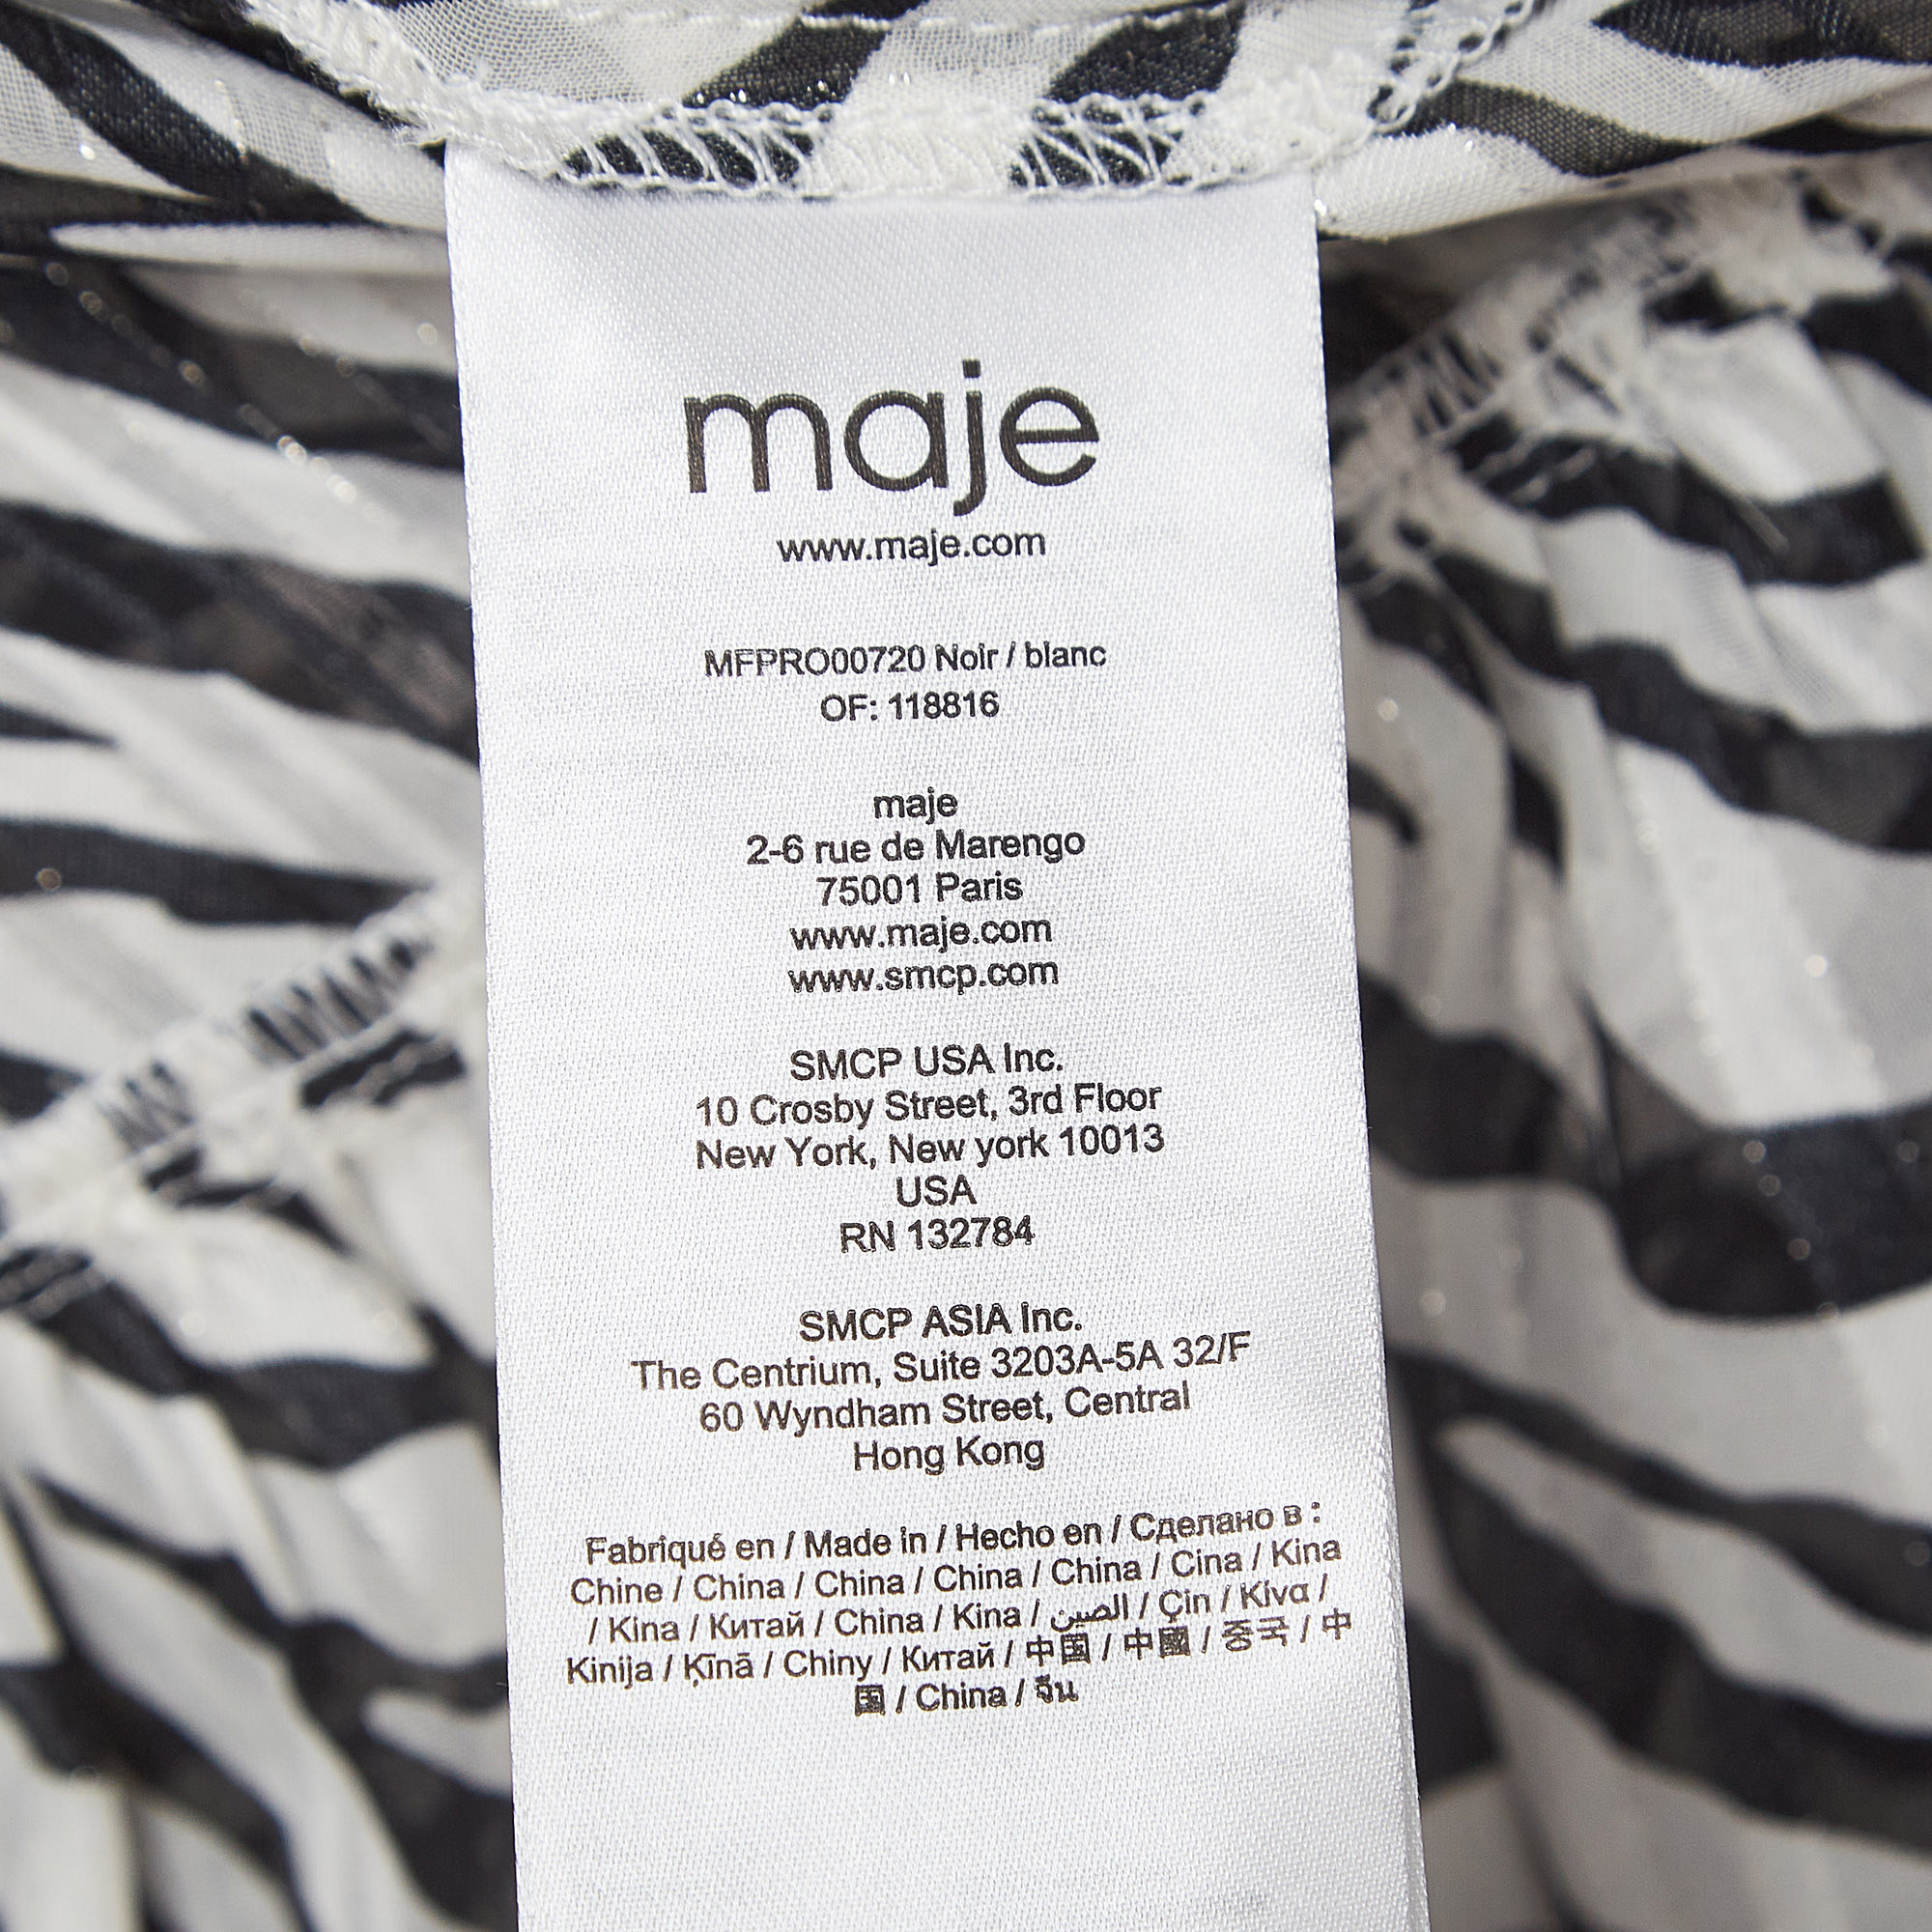 maje
www.maje.com
MFPRO00720 Noir / blanc
OF: 118816
maje
2-6 rue de Marengo
75001 Paris
www.maje.com
www.smcp.com
SMCP USA Inc.
10 Crosby Street, 3rd Floor
New York, New york 10013
USA
RN 132784
SMCP ASIA Inc.
The Centrium, Suite 3203A-5A 32/F
60 Wyndham Street, Central
Hong Kong
Fabriqué en / Made in / Hecho en / Сделано в :
Chine / China / China / China / China / Cina / Kina
/ Kina / Китай / China / Kina / الصين / Çin / Κίνα /
Kinija / Ķīnā / Chiny / Китай / 中国 / 中國 / 중국 / 中
国 / China / จีน